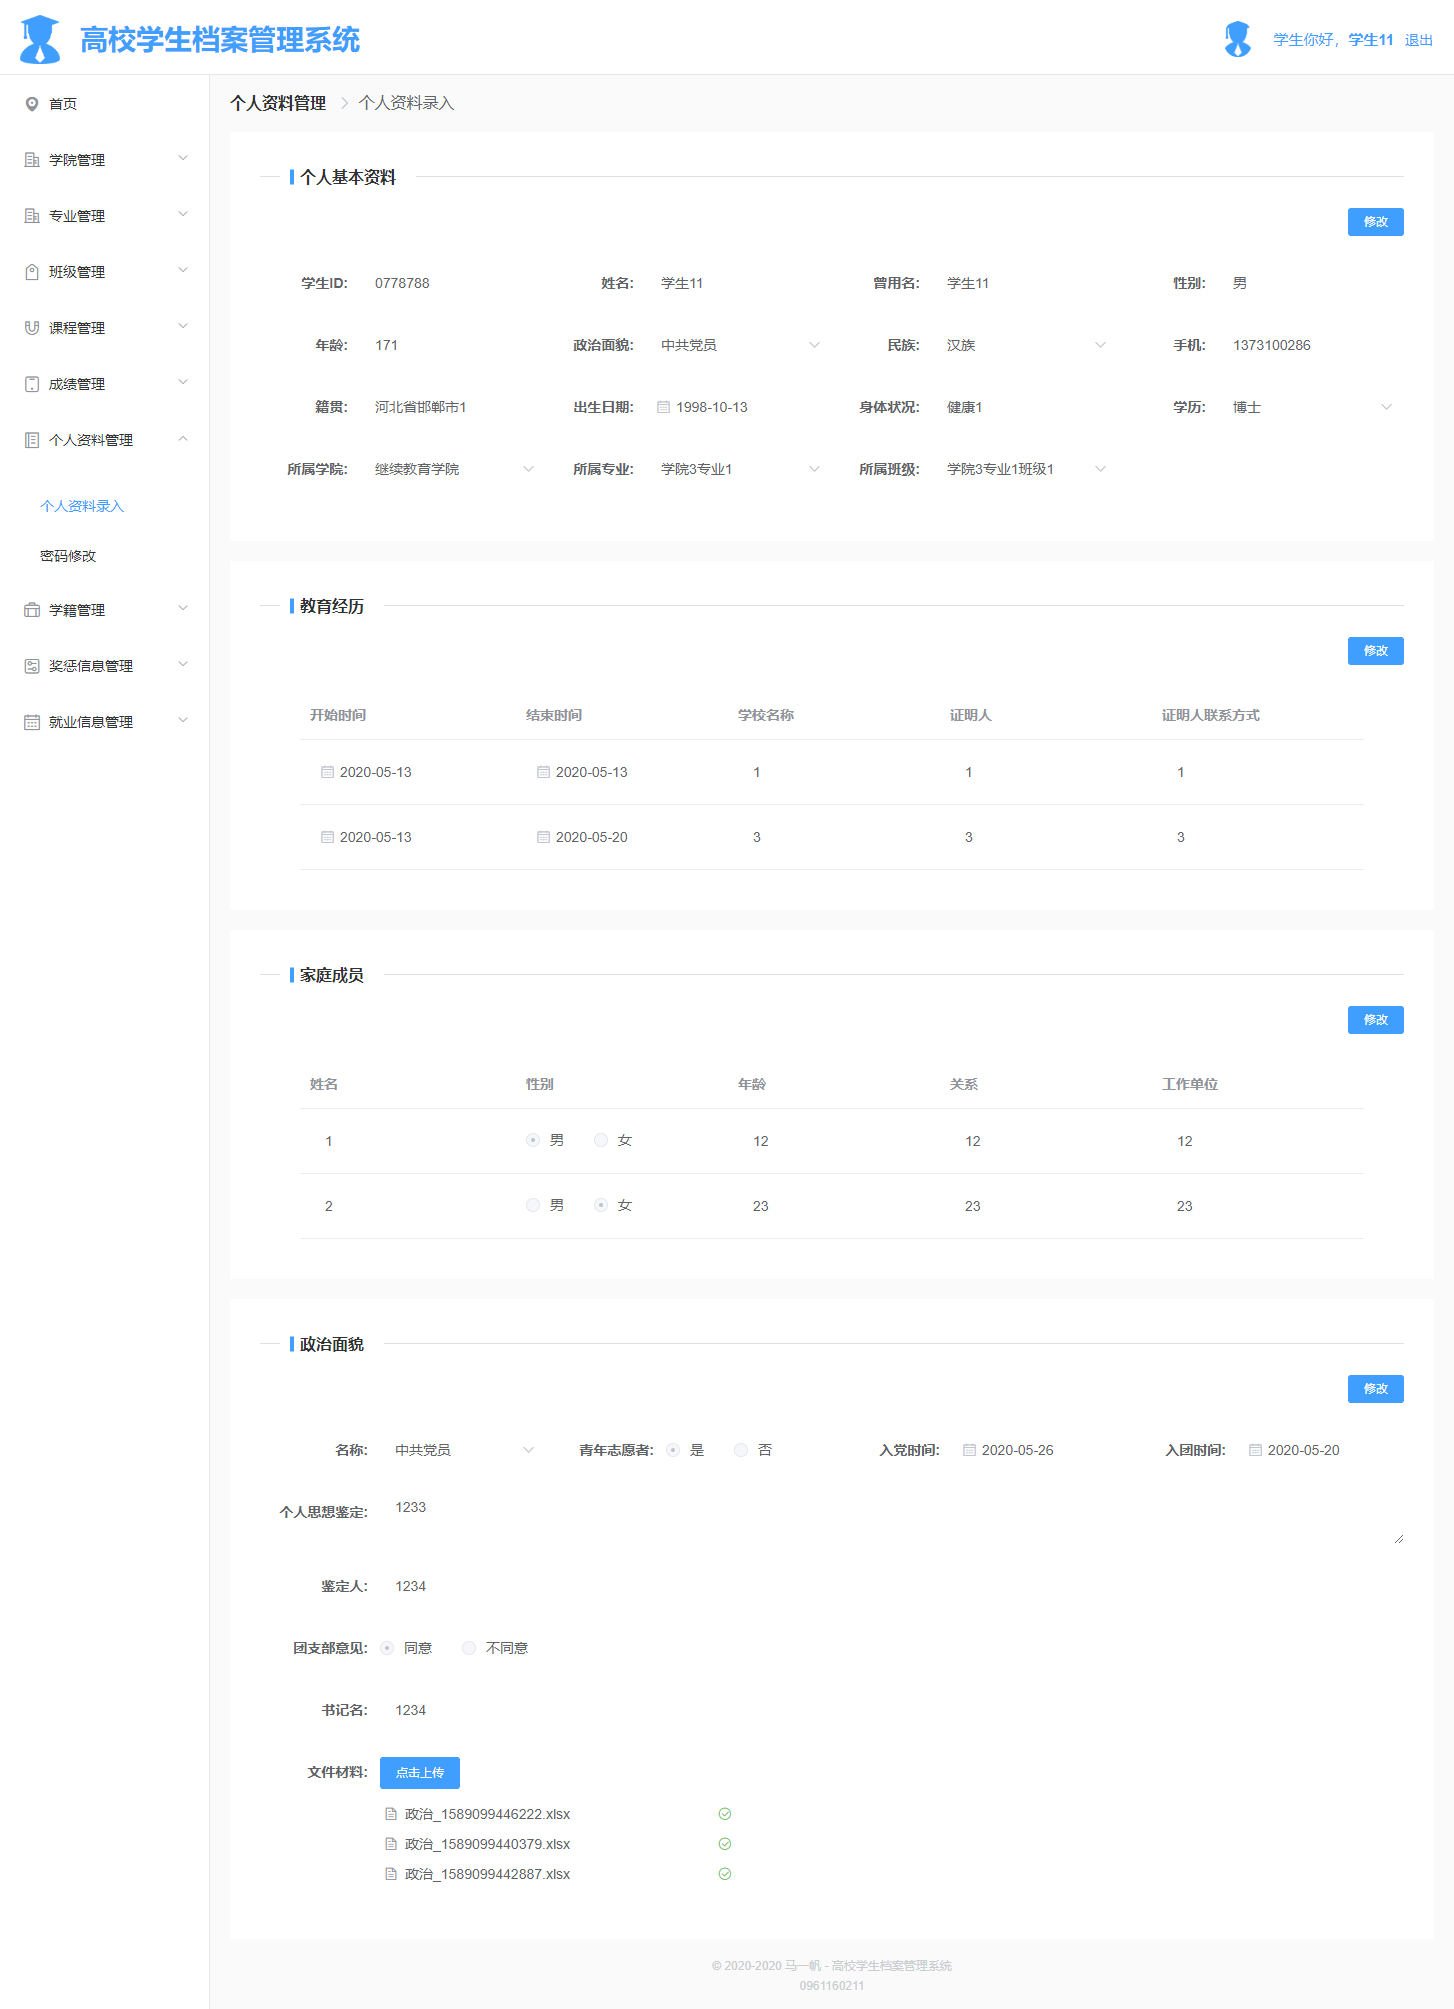 高校学生档案管理系统
学生你好，学生11 退出
首页
学院管理
专业管理
班级管理
课程管理
成绩管理
个人资料管理
个人资料录入
密码修改
学籍管理
奖惩信息管理
就业信息管理
个人资料管理 > 个人资料录入
个人基本资料
修改
学生ID: 0778788 姓名: 学生11 曾用名: 学生11 性别: 男
年龄: 171 政治面貌: 中共党员 民族: 汉族 手机: 1373100286
籍贯: 河北省邯郸市1 出生日期: 1998-10-13 身体状况: 健康1 学历: 博士
所属学院: 继续教育学院 所属专业: 学院3专业1 所属班级: 学院3专业1班级1
教育经历
修改
开始时间 结束时间 学校名称 证明人 证明人联系方式
2020-05-13 2020-05-13 1 1 1
2020-05-13 2020-05-20 3 3 3
家庭成员
修改
姓名 性别 年龄 关系 工作单位
1 男 女 12 12 12
2 男 女 23 23 23
政治面貌
修改
名称: 中共党员 青年志愿者: 是 否 入党时间: 2020-05-26 入团时间: 2020-05-20
个人思想鉴定: 1233
鉴定人: 1234
团支部意见: 同意 不同意
书记名: 1234
文件材料: 点击上传
政治_1589099446222.xlsx
政治_1589099440379.xlsx
政治_1589099442887.xlsx
© 2020-2020 马一帆 - 高校学生档案管理系统
0961160211